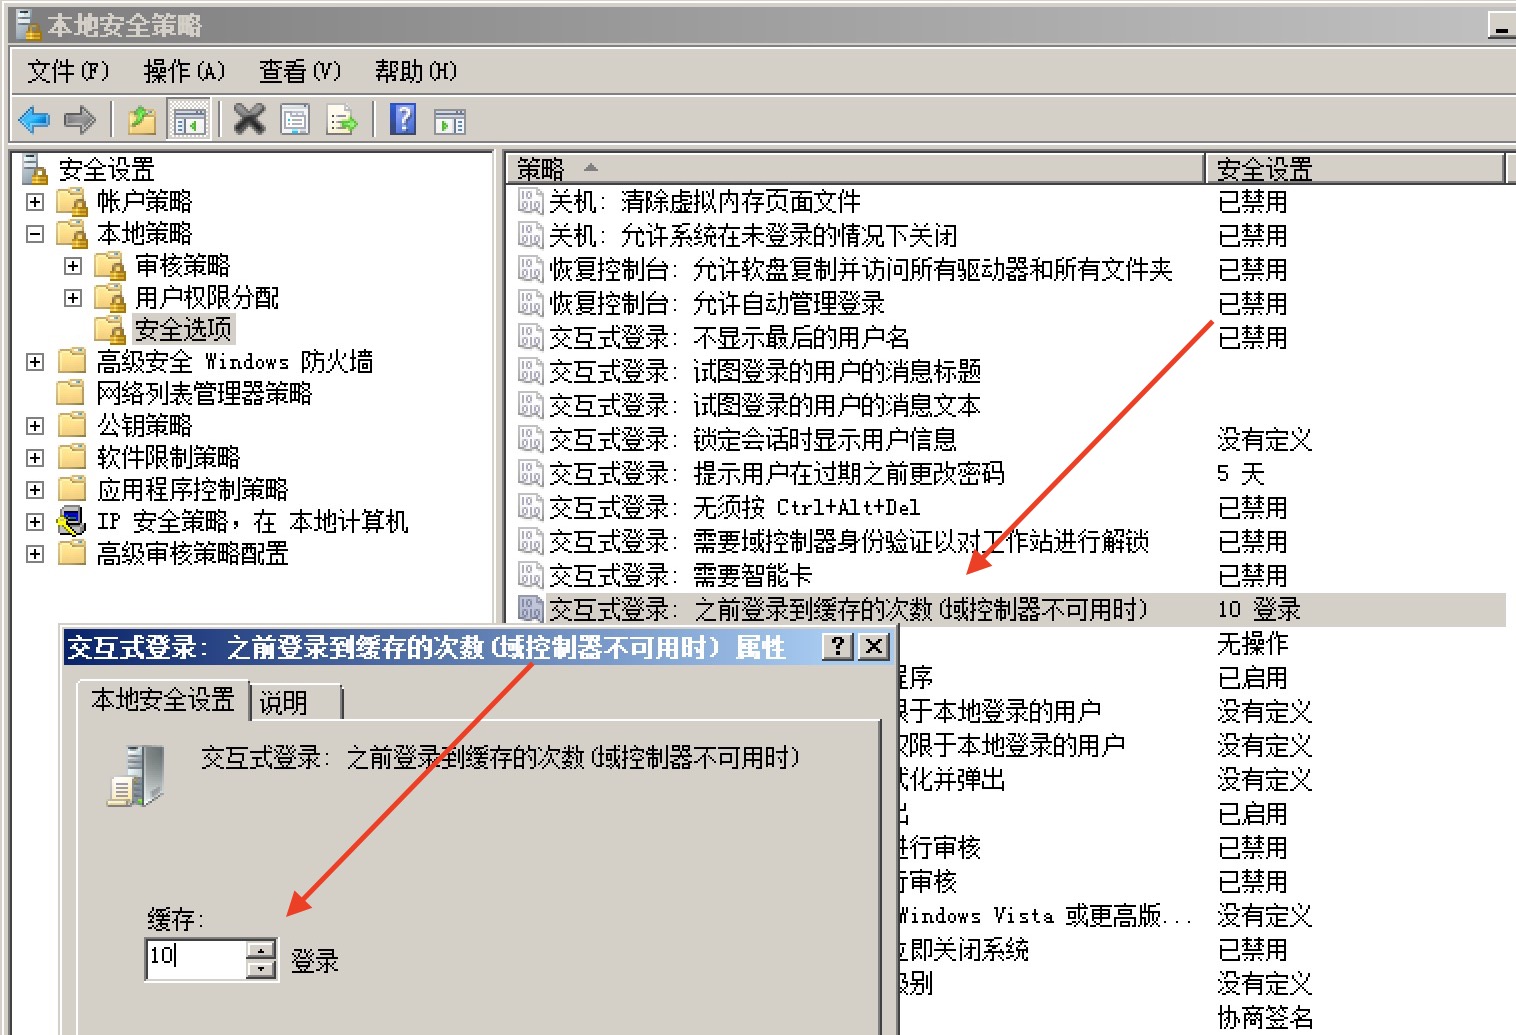 本地安全策略
文件(F) 操作(A) 查看(V) 帮助(H)
安全设置
帐户策略
本地策略
审核策略
用户权限分配
安全选项
高级安全 Windows 防火墙
网络列表管理器策略
公钥策略
软件限制策略
应用程序控制策略
IP 安全策略，在 本地计算机
高级审核策略配置
策略 安全设置
关机: 清除虚拟内存页面文件 已禁用
关机: 允许系统在未登录的情况下关闭 已禁用
恢复控制台: 允许软盘复制并访问所有驱动器和所有文件夹 已禁用
恢复控制台: 允许自动管理登录 已禁用
交互式登录: 不显示最后的用户名 已禁用
交互式登录: 试图登录的用户的消息标题
交互式登录: 试图登录的用户的消息文本
交互式登录: 锁定会话时显示用户信息 没有定义
交互式登录: 提示用户在过期之前更改密码 5 天
交互式登录: 无须按 Ctrl+Alt+Del 已禁用
交互式登录: 需要域控制器身份验证以对工作站进行解锁 已禁用
交互式登录: 需要智能卡 已禁用
交互式登录: 之前登录到缓存的次数(域控制器不可用时) 10 登录
无操作
程序 已启用
限于本地登录的用户 没有定义
权限于本地登录的用户 没有定义
式化并弹出 没有定义
出 已启用
进行审核 已禁用
行审核 已禁用
Windows Vista 或更高版... 没有定义
立即关闭系统 已禁用
级别 没有定义
协商签名
交互式登录: 之前登录到缓存的次数(域控制器不可用时) 属性
本地安全设置 说明
交互式登录: 之前登录到缓存的次数(域控制器不可用时)
缓存:
10 登录